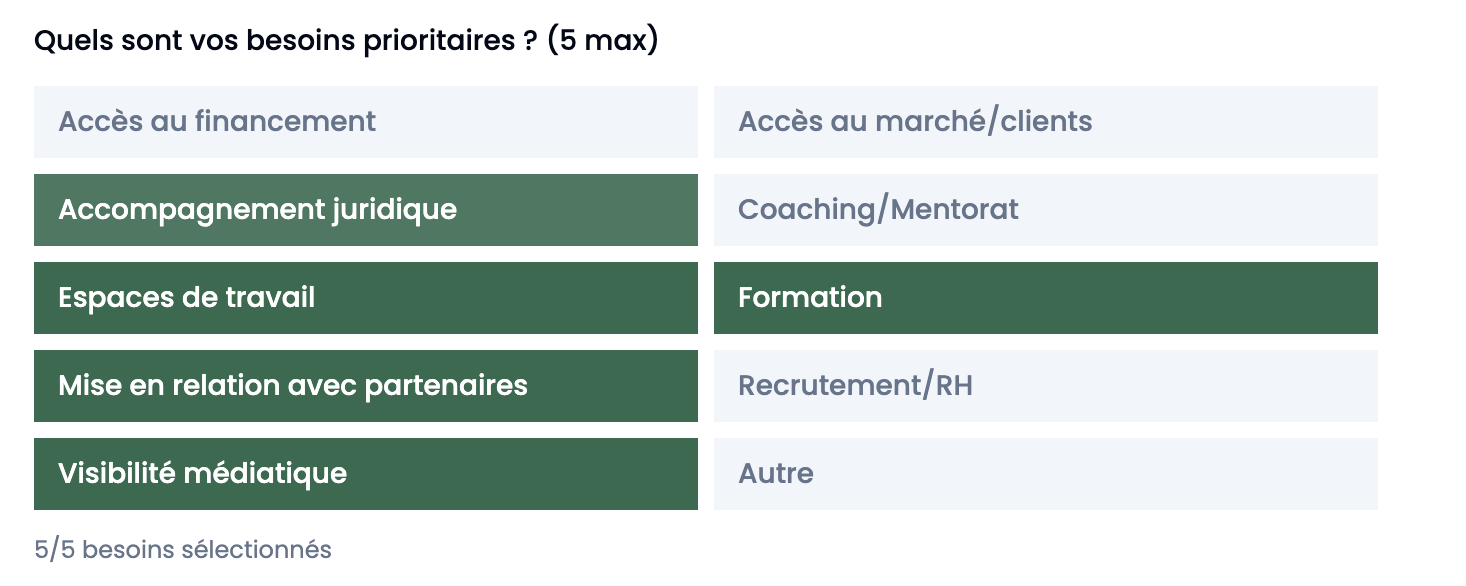 Quels sont vos besoins prioritaires ? (5 max)
Accès au financement
Accès au marché/clients
Accompagnement juridique
Coaching/Mentorat
Espaces de travail
Formation
Mise en relation avec partenaires
Recrutement/RH
Visibilité médiatique
Autre
5/5 besoins sélectionnés